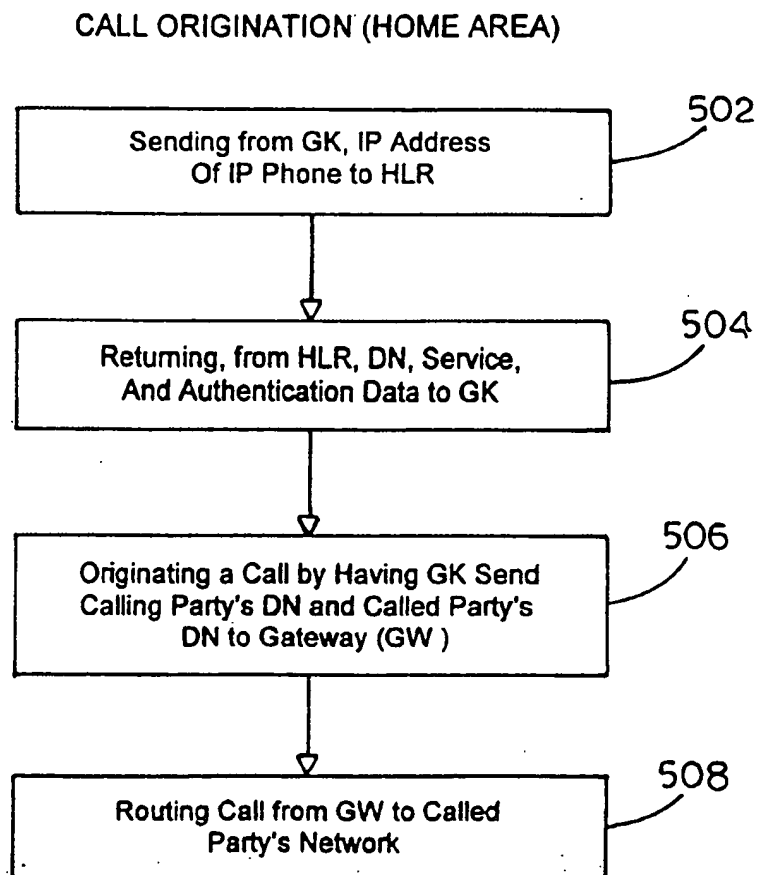 CALL ORIGINATION (HOME AREA)
502
Sending from GK, IP Address
Of IP Phone to HLR
504
Returning, from HLR, DN, Service,
And Authentication Data to GK
506
Originating a Call by Having GK Send
Calling Party's DN and Called Party's
DN to Gateway (GW )
508
Routing Call from GW to Called
Party's Network